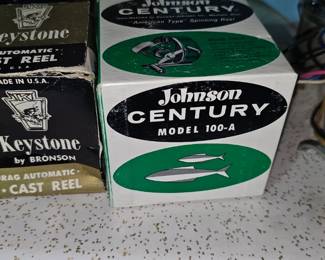 Keystone
AUTOMATIC
CAST REEL
MADE IN U.S.A.
Keystone
by BRONSON
DRAG AUTOMATIC
CAST REEL
Johnson
CENTURY
American Type Spinning Reel
Johnson
CENTURY
MODEL 100-A